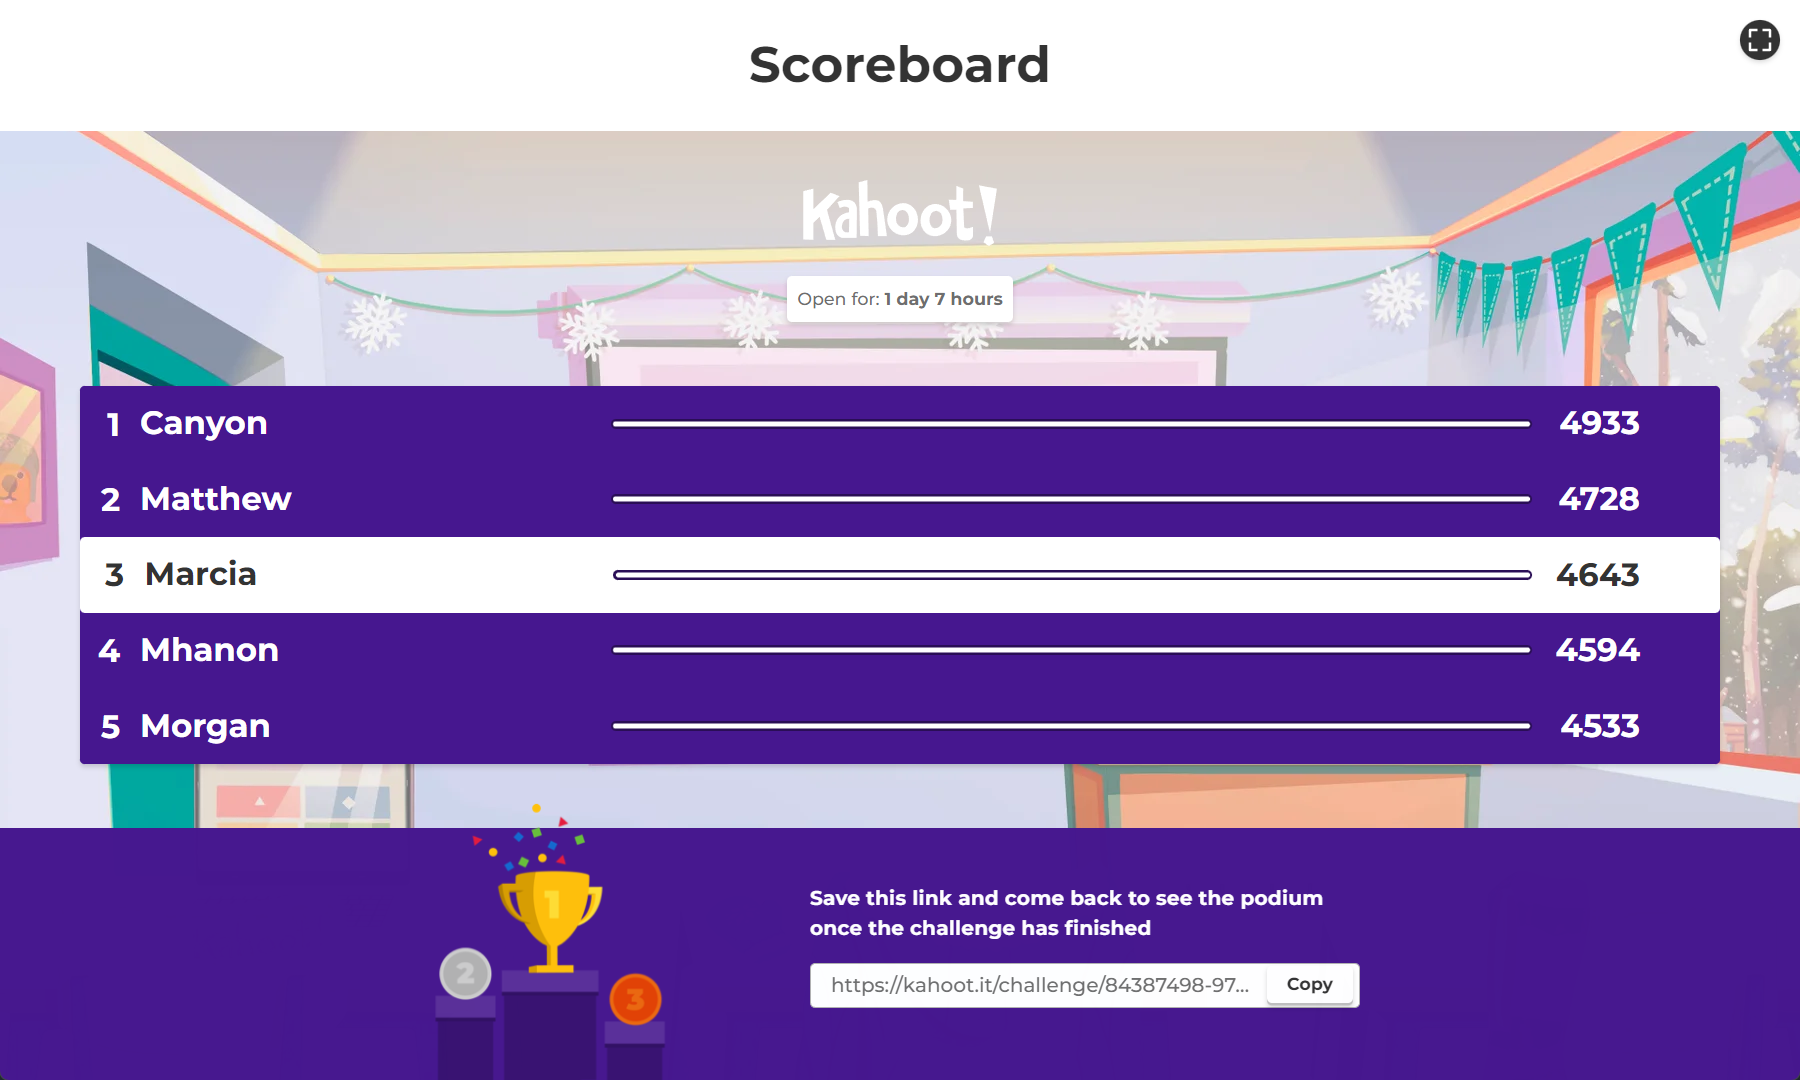 Scoreboard
Kahoot!
Open for: 1 day 7 hours
1 Canyon 4933
2 Matthew 4728
3 Marcia 4643
4 Mhanon 4594
5 Morgan 4533
1
2
3
Save this link and come back to see the podium
once the challenge has finished
https://kahoot.it/challenge/84387498-97... Copy